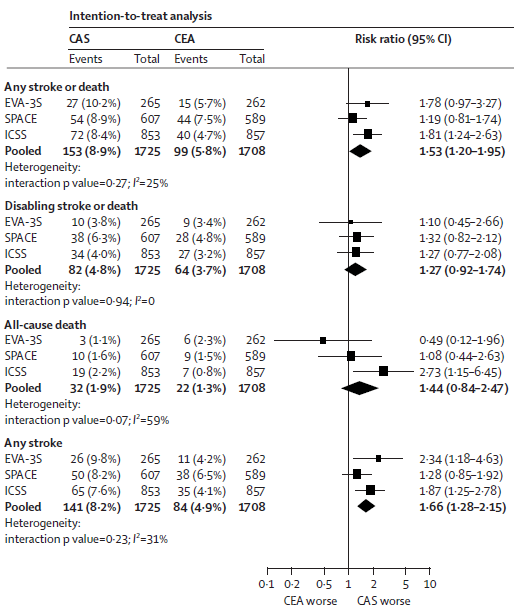 Intention-to-treat analysis
CAS CEA Risk ratio (95% CI)
Events Total Events Total
Any stroke or death
EVA-3S 27 (10·2%) 265 15 (5·7%) 262 1·78 (0·97–3·27)
SPACE 54 (8·9%) 607 44 (7·5%) 589 1·19 (0·81–1·74)
ICSS 72 (8·4%) 853 40 (4·7%) 857 1·81 (1·24–2·63)
Pooled 153 (8·9%) 1725 99 (5·8%) 1708 1·53 (1·20–1·95)
Heterogeneity:
interaction p value=0·27; I²=25%
Disabling stroke or death
EVA-3S 10 (3·8%) 265 9 (3·4%) 262 1·10 (0·45–2·66)
SPACE 38 (6·3%) 607 28 (4·8%) 589 1·32 (0·82–2·12)
ICSS 34 (4·0%) 853 27 (3·2%) 857 1·27 (0·77–2·08)
Pooled 82 (4·8%) 1725 64 (3·7%) 1708 1·27 (0·92–1·74)
Heterogeneity:
interaction p value=0·94; I²=0
All-cause death
EVA-3S 3 (1·1%) 265 6 (2·3%) 262 0·49 (0·12–1·96)
SPACE 10 (1·6%) 607 9 (1·5%) 589 1·08 (0·44–2·63)
ICSS 19 (2·2%) 853 7 (0·8%) 857 2·73 (1·15–6·45)
Pooled 32 (1·9%) 1725 22 (1·3%) 1708 1·44 (0·84–2·47)
Heterogeneity:
interaction p value=0·07; I²=59%
Any stroke
EVA-3S 26 (9·8%) 265 11 (4·2%) 262 2·34 (1·18–4·63)
SPACE 50 (8·2%) 607 38 (6·5%) 589 1·28 (0·85–1·92)
ICSS 65 (7·6%) 853 35 (4·1%) 857 1·87 (1·25–2·78)
Pooled 141 (8·2%) 1725 84 (4·9%) 1708 1·66 (1·28–2·15)
Heterogeneity:
interaction p value=0·23; I²=31%
0·1 0·2 0·5 1 2 5 10
CEA worse CAS worse